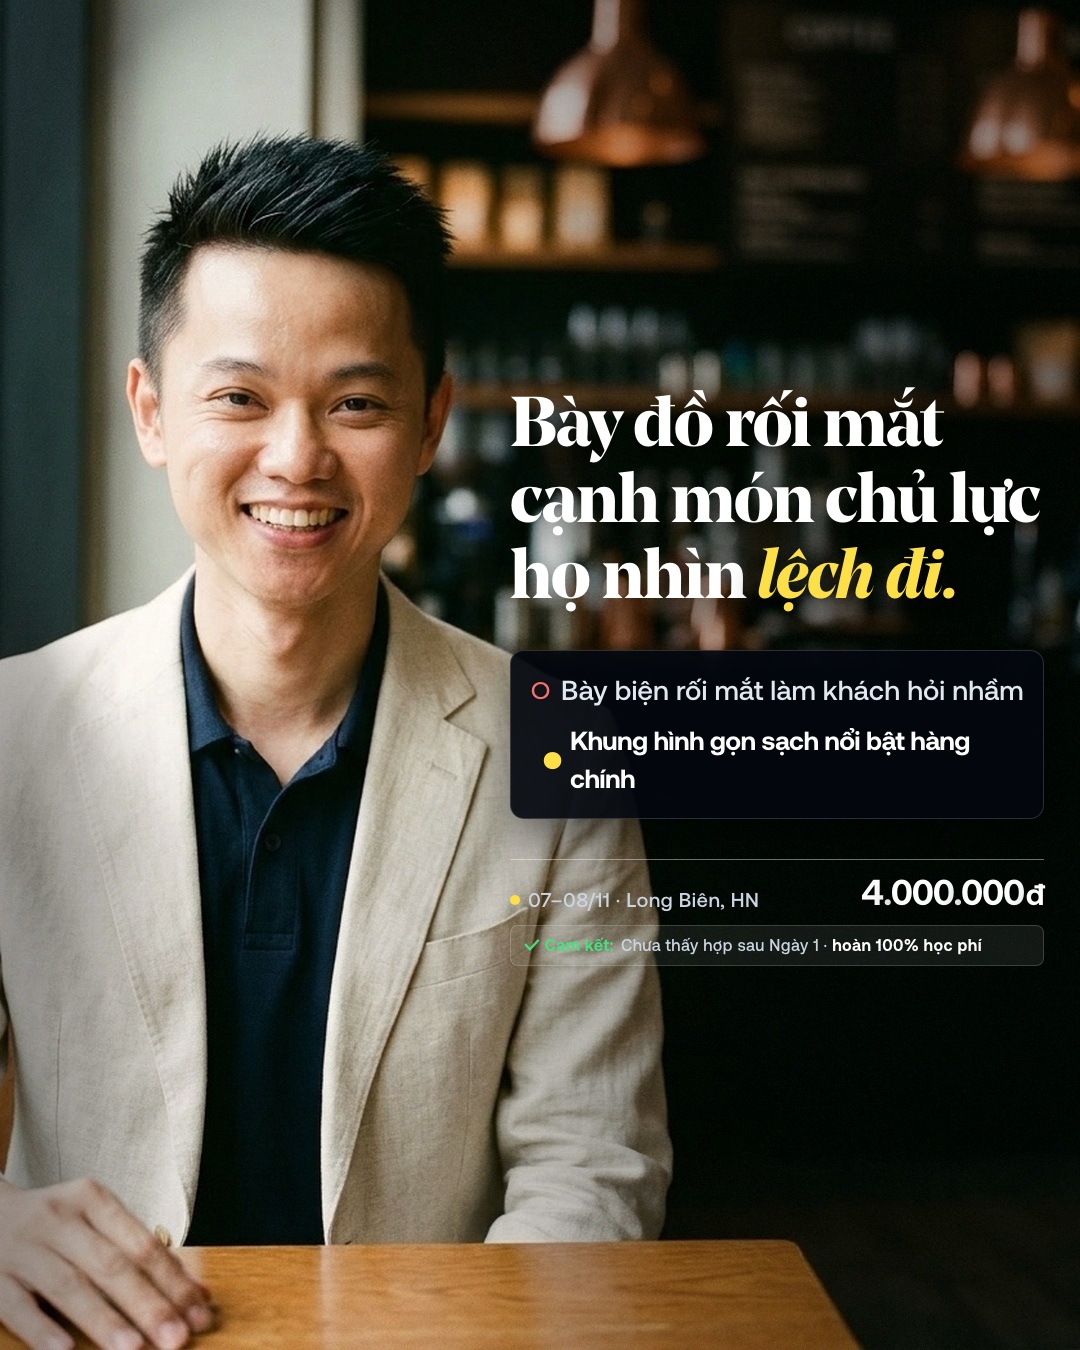 Bày đồ rối mắt
cạnh món chủ lực
họ nhìn lệch đi.
Bày biện rối mắt làm khách hỏi nhầm
Khung hình gọn sạch nổi bật hàng
chính
07–08/11 · Long Biên, HN
4.000.000đ
Cam kết: Chưa thấy hợp sau Ngày 1 · hoàn 100% học phí